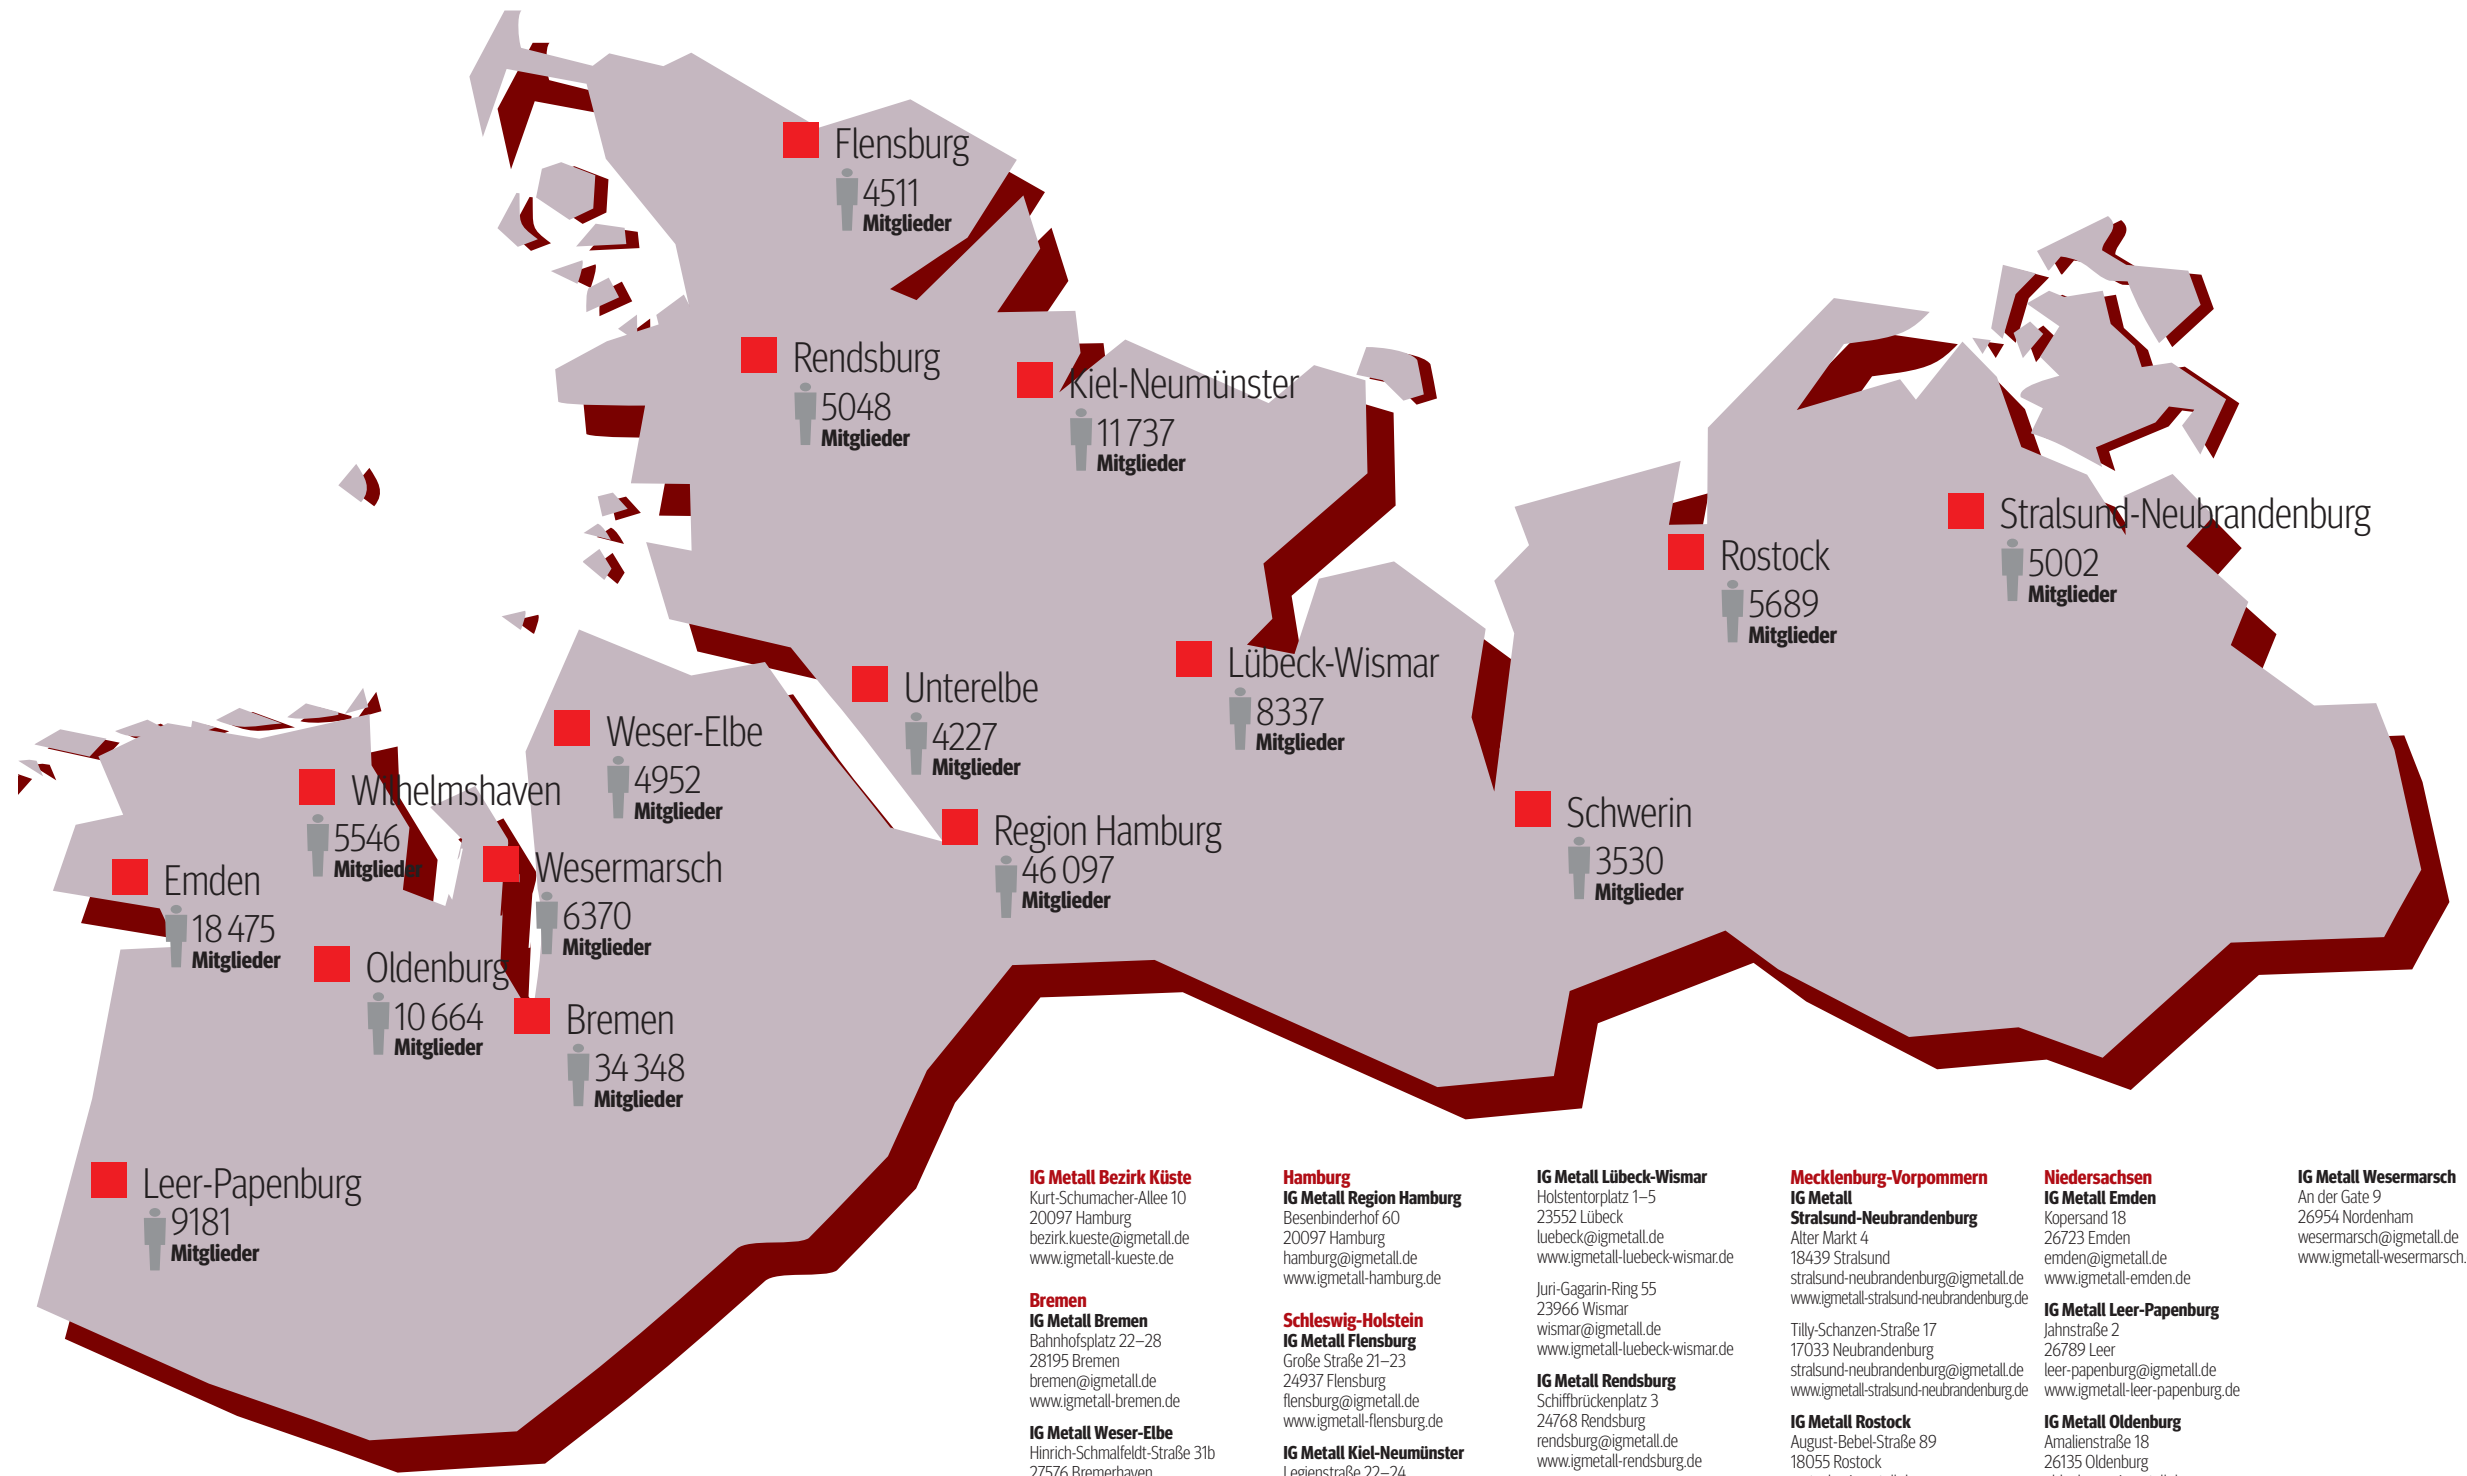 Flensburg
4511
Mitglieder
Rendsburg
5048
Mitglieder
Kiel-Neumünster
11 737
Mitglieder
Stralsund-Neubrandenburg
5002
Mitglieder
Rostock
5689
Mitglieder
Lübeck-Wismar
8337
Mitglieder
Unterelbe
4227
Mitglieder
Weser-Elbe
4952
Mitglieder
Wilhelmshaven
5546
Mitglieder
Region Hamburg
46 097
Mitglieder
Schwerin
3530
Mitglieder
Wesermarsch
6370
Mitglieder
Emden
18 475
Mitglieder
Oldenburg
10 664
Mitglieder
Bremen
34 348
Mitglieder
Leer-Papenburg
9181
Mitglieder
IG Metall Bezirk Küste
Kurt-Schumacher-Allee 10
20097 Hamburg
bezirk.kueste@igmetall.de
www.igmetall-kueste.de
Bremen
IG Metall Bremen
Bahnhofsplatz 22–28
28195 Bremen
bremen@igmetall.de
www.igmetall-bremen.de
IG Metall Weser-Elbe
Hinrich-Schmalfeldt-Straße 31b
27576 Bremerhaven
Hamburg
IG Metall Region Hamburg
Besenbinderhof 60
20097 Hamburg
hamburg@igmetall.de
www.igmetall-hamburg.de
Schleswig-Holstein
IG Metall Flensburg
Große Straße 21–23
24937 Flensburg
flensburg@igmetall.de
www.igmetall-flensburg.de
IG Metall Kiel-Neumünster
Legienstraße 22–24
IG Metall Lübeck-Wismar
Holstentorplatz 1–5
23552 Lübeck
luebeck@igmetall.de
www.igmetall-luebeck-wismar.de
Juri-Gagarin-Ring 55
23966 Wismar
wismar@igmetall.de
www.igmetall-luebeck-wismar.de
IG Metall Rendsburg
Schiffbrückenplatz 3
24768 Rendsburg
rendsburg@igmetall.de
www.igmetall-rendsburg.de
Mecklenburg-Vorpommern
IG Metall
Stralsund-Neubrandenburg
Alter Markt 4
18439 Stralsund
stralsund-neubrandenburg@igmetall.de
www.igmetall-stralsund-neubrandenburg.de
Tilly-Schanzen-Straße 17
17033 Neubrandenburg
stralsund-neubrandenburg@igmetall.de
www.igmetall-stralsund-neubrandenburg.de
IG Metall Rostock
August-Bebel-Straße 89
18055 Rostock
Niedersachsen
IG Metall Emden
Kopersand 18
26723 Emden
emden@igmetall.de
www.igmetall-emden.de
IG Metall Leer-Papenburg
Jahnstraße 2
26789 Leer
leer-papenburg@igmetall.de
www.igmetall-leer-papenburg.de
IG Metall Oldenburg
Amalienstraße 18
26135 Oldenburg
IG Metall Wesermarsch
An der Gate 9
26954 Nordenham
wesermarsch@igmetall.de
www.igmetall-wesermarsch.